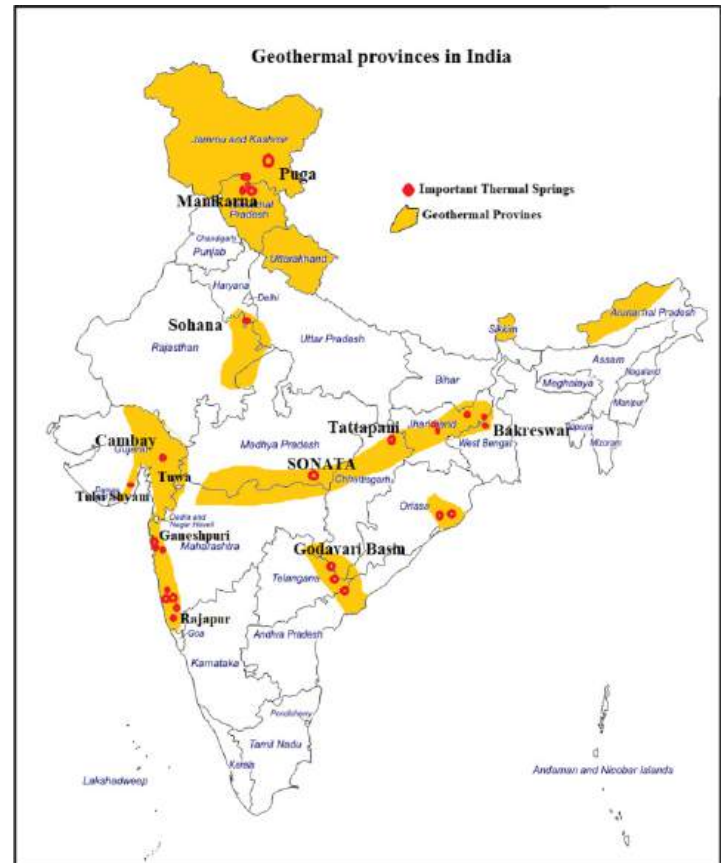 Geothermal provinces in India
Jammu and Kashmir
Puga
Important Thermal Springs
Manikarna
Pradesh
Geothermal Provines
Chandigarh
Punjab
Uttarakhand
Haryana
Delhi
Arunachal Pradesh
Sohana
Sikkim
Rajasthan
Uttar Pradesh
Assam
Nagaland
Bihar
Meghalaya
Manipur
Tattapani
Jharkhand
Tripura
Cambay
Madhya Pradesh
Bakreswar
Gujarat
West Bengal
Mizoram
SONATA
Tuwa
Chhattisgarh
Tulsi Shyam
Dadra and
Nagar Haveli
Orissa
Ganeshpuri
Maharashtra
Godavari Basin
Telangana
Rajapur
Goa
Andhra Pradesh
Karnataka
Pondicherry
Tamil Nadu
Kerala
Lakshadweep
Andaman and Nicobar Islands